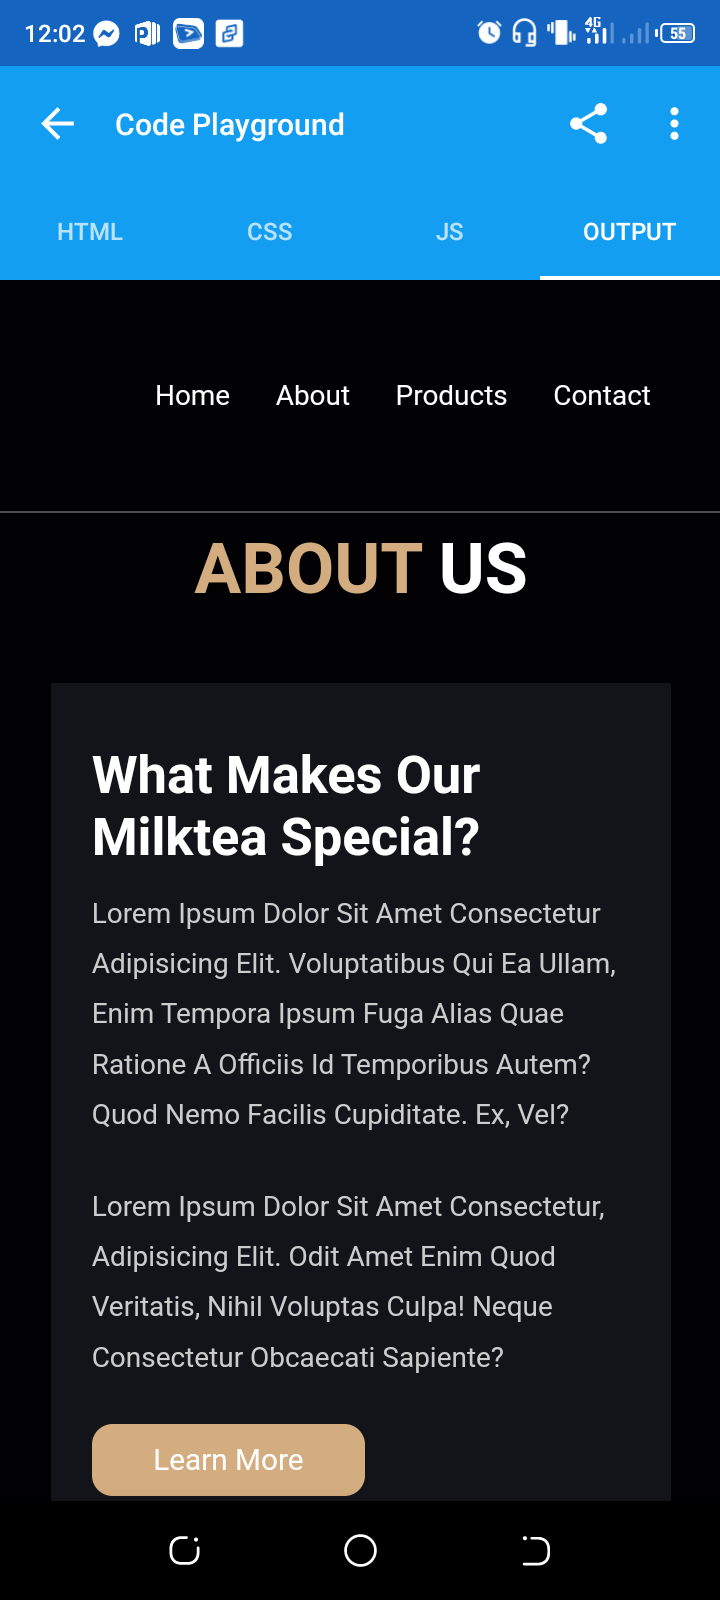 12:02 4G 55
Code Playground
HTML CSS JS OUTPUT
Home About Products Contact
ABOUT US
What Makes Our
Milktea Special?
Lorem Ipsum Dolor Sit Amet Consectetur
Adipisicing Elit. Voluptatibus Qui Ea Ullam,
Enim Tempora Ipsum Fuga Alias Quae
Ratione A Officiis Id Temporibus Autem?
Quod Nemo Facilis Cupiditate. Ex, Vel?
Lorem Ipsum Dolor Sit Amet Consectetur,
Adipisicing Elit. Odit Amet Enim Quod
Veritatis, Nihil Voluptas Culpa! Neque
Consectetur Obcaecati Sapiente?
Learn More